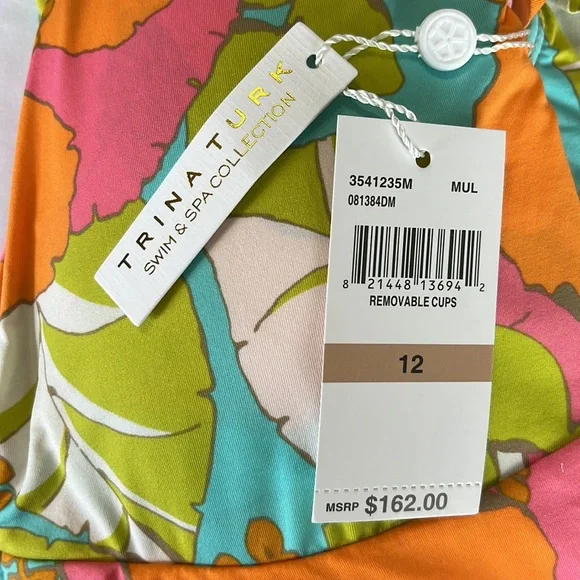 TRINA TURK
SWIM & SPA COLLECTION
3541235M MUL
081384DM
8 21448 13694 2
REMOVABLE CUPS
12
MSRP $162.00